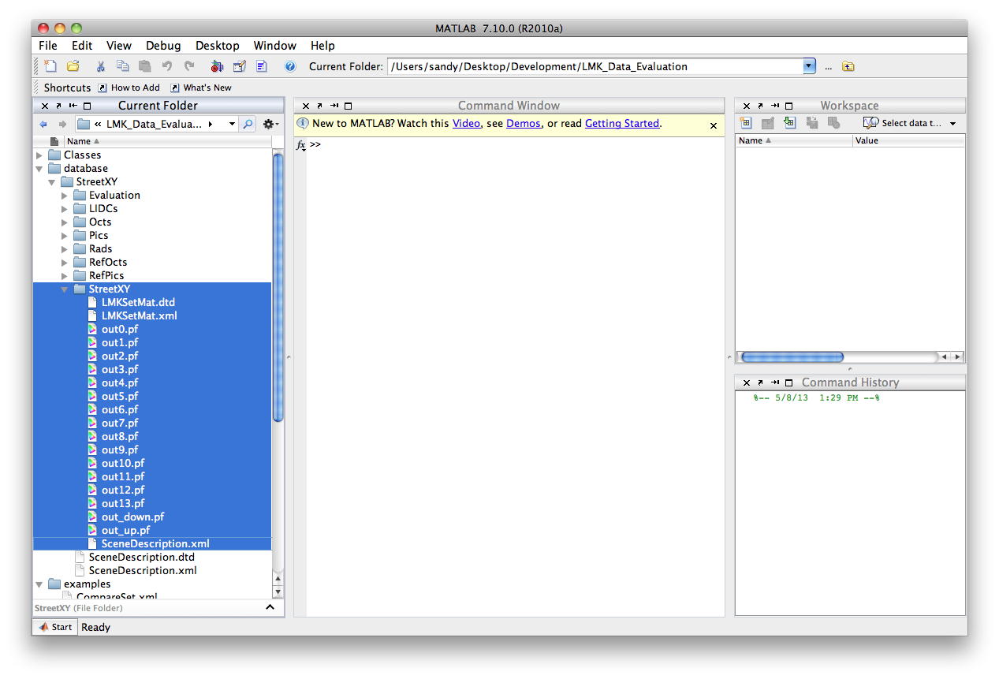 MATLAB 7.10.0 (R2010a)
File Edit View Debug Desktop Window Help
Current Folder: /Users/sandy/Desktop/Development/LMK_Data_Evaluation ...
Shortcuts How to Add What's New
Current Folder
« LMK_Data_Evalua...
Name
Classes
database
StreetXY
Evaluation
LIDCs
Octs
Pics
Rads
RefOcts
RefPics
StreetXY
LMKSetMat.dtd
LMKSetMat.xml
out0.pf
out1.pf
out2.pf
out3.pf
out4.pf
out5.pf
out6.pf
out7.pf
out8.pf
out9.pf
out10.pf
out11.pf
out12.pf
out13.pf
out_down.pf
out_up.pf
SceneDescription.xml
SceneDescription.dtd
SceneDescription.xml
examples
CompareSet.xml
StreetXY (File Folder)
Start Ready
Command Window
New to MATLAB? Watch this Video, see Demos, or read Getting Started.
fx >>
Workspace
Select data t...
Name Value
Command History
%-- 5/8/13 1:29 PM --%